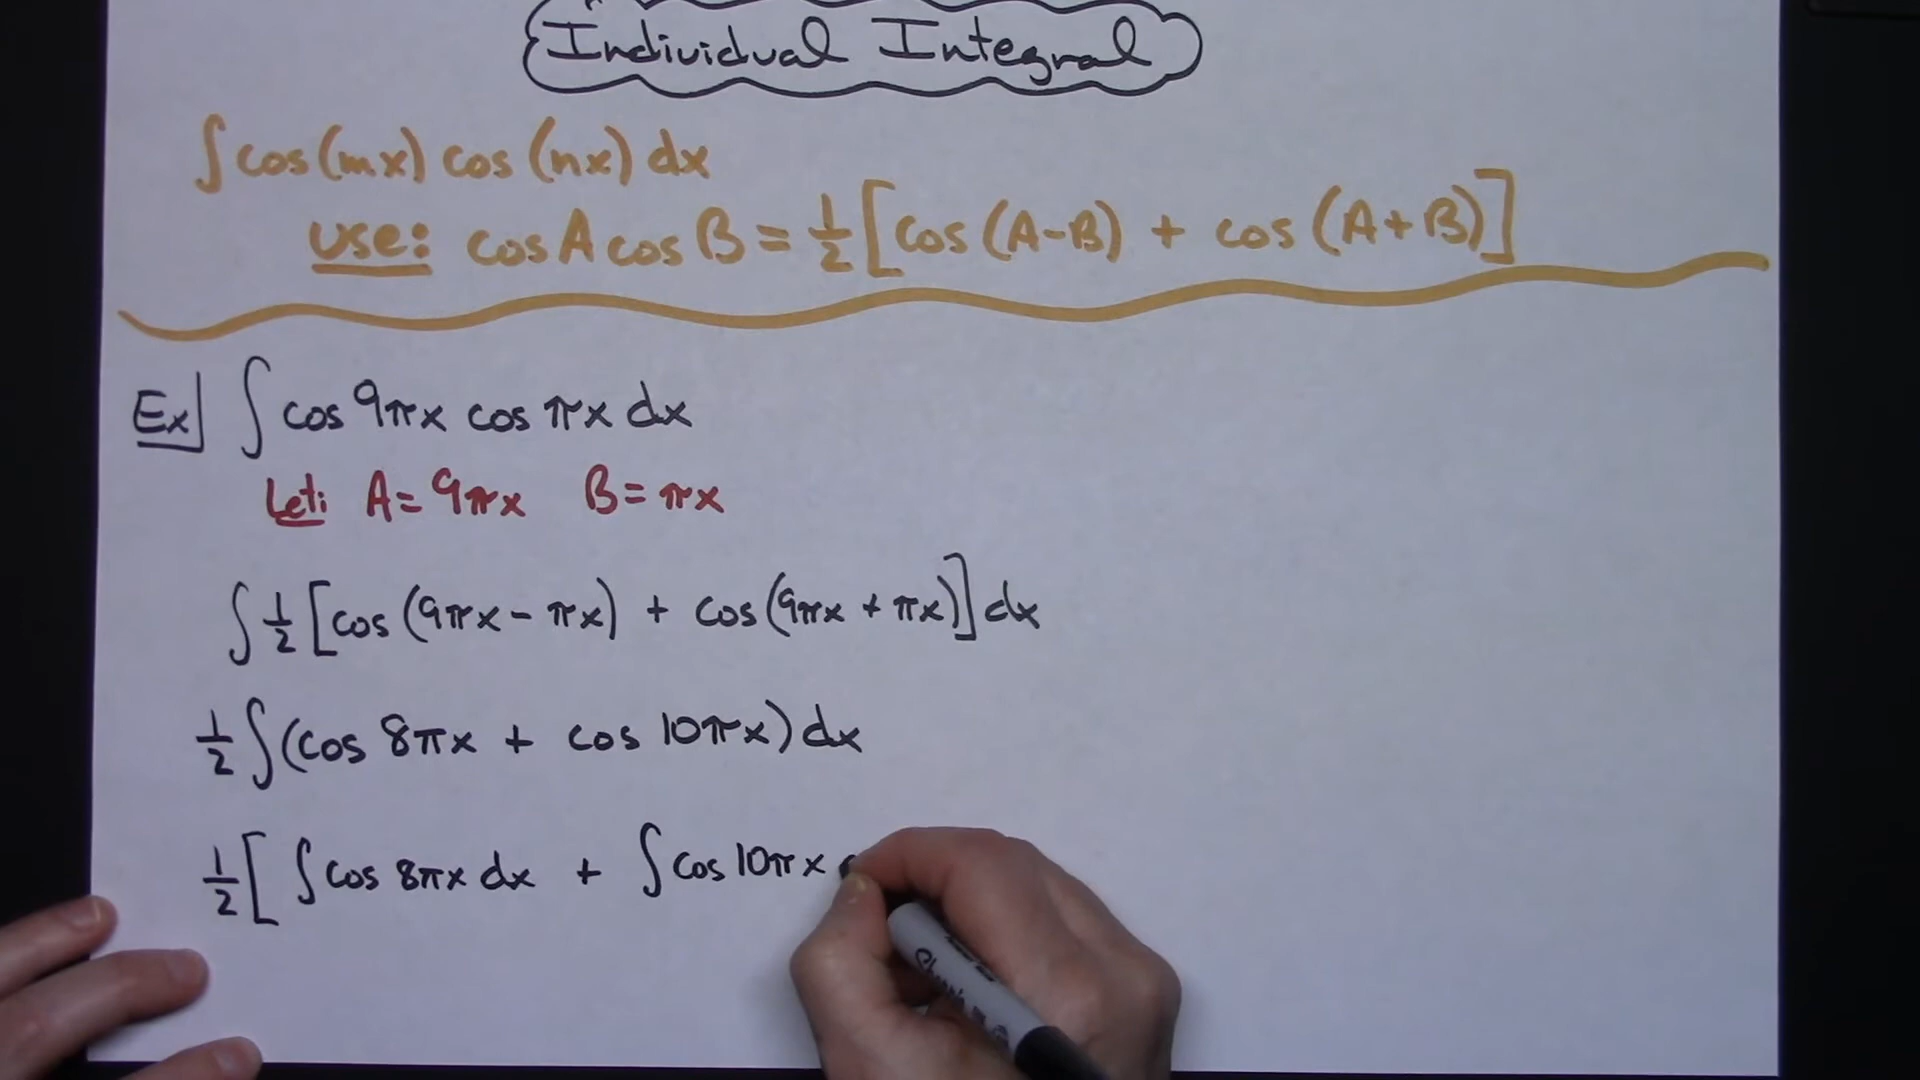 Individual Integral
∫ cos(mx) cos(nx) dx
use: cos A cos B = 1/2 [cos (A-B) + cos (A+B)]
Ex ∫ cos 9πx cos πx dx
Let: A = 9πx B = πx
∫ 1/2 [cos (9πx - πx) + cos (9πx + πx)] dx
1/2 ∫ (cos 8πx + cos 10πx) dx
1/2 [ ∫ cos 8πx dx + ∫ cos 10πx
Sharpie